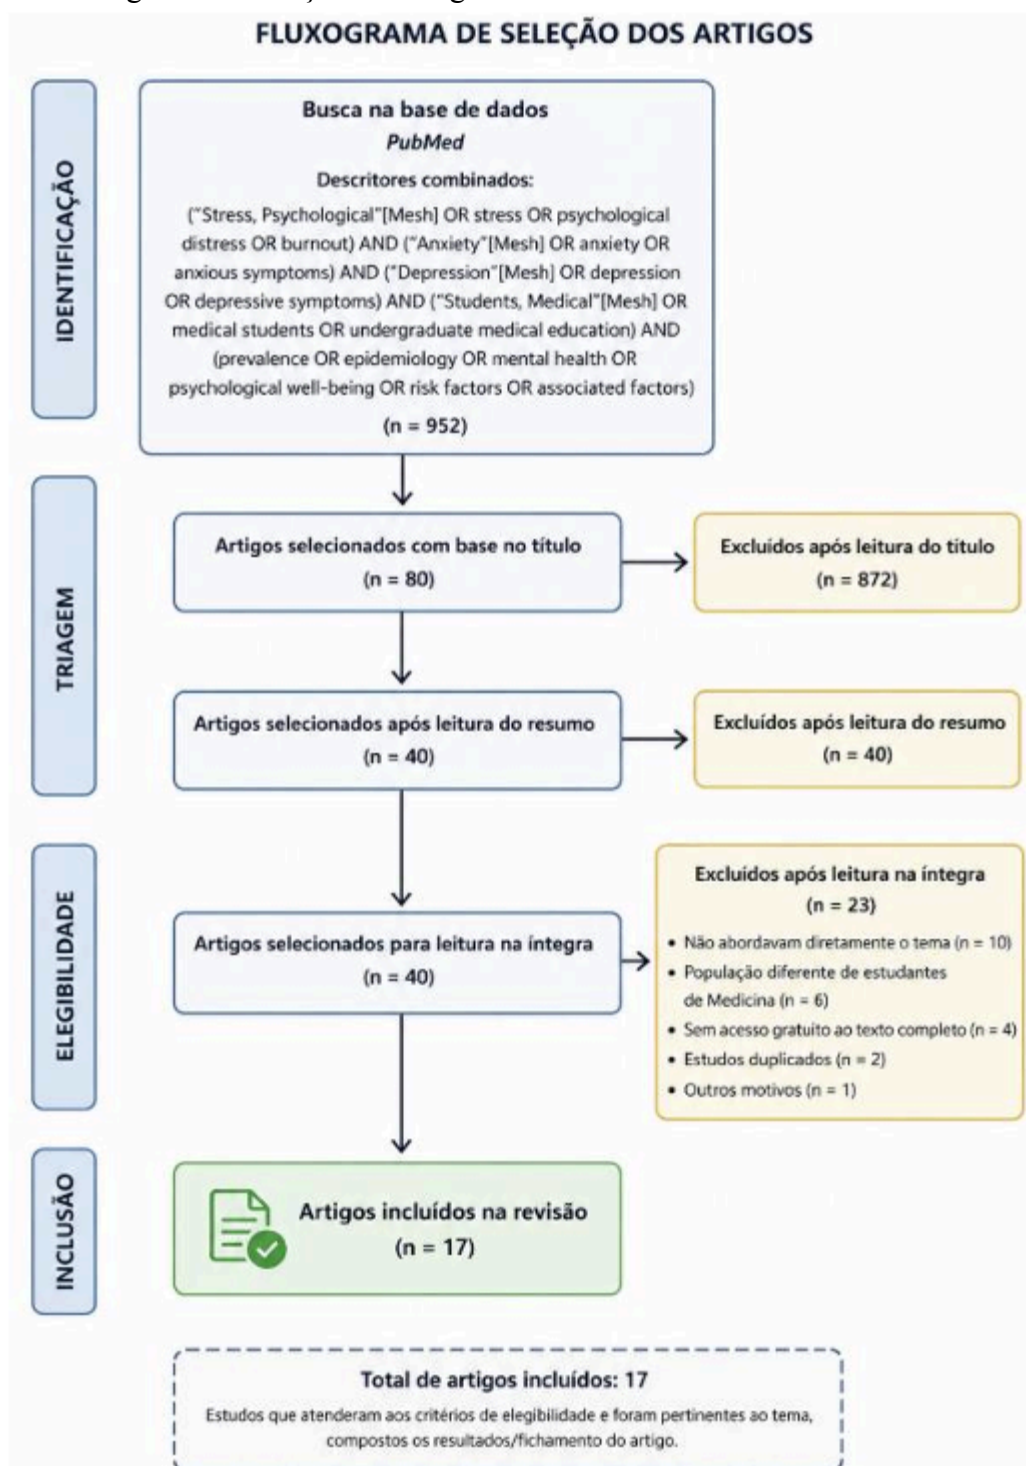 FLUXOGRAMA DE SELEÇÃO DOS ARTIGOS
IDENTIFICAÇÃO
Busca na base de dados
PubMed
Descritores combinados:
("Stress, Psychological"[Mesh] OR stress OR psychological
distress OR burnout) AND ("Anxiety"[Mesh] OR anxiety OR
anxious symptoms) AND ("Depression"[Mesh] OR depression
OR depressive symptoms) AND ("Students, Medical"[Mesh] OR
medical students OR undergraduate medical education) AND
(prevalence OR epidemiology OR mental health OR
psychological well-being OR risk factors OR associated factors)
(n = 952)
TRIAGEM
Artigos selecionados com base no título
(n = 80)
Excluídos após leitura do título
(n = 872)
Artigos selecionados após leitura do resumo
(n = 40)
Excluídos após leitura do resumo
(n = 40)
ELEGIBILIDADE
Artigos selecionados para leitura na íntegra
(n = 40)
Excluídos após leitura na íntegra
(n = 23)
• Não abordavam diretamente o tema (n = 10)
• População diferente de estudantes
de Medicina (n = 6)
• Sem acesso gratuito ao texto completo (n = 4)
• Estudos duplicados (n = 2)
• Outros motivos (n = 1)
INCLUSÃO
Artigos incluídos na revisão
(n = 17)
Total de artigos incluídos: 17
Estudos que atenderam aos critérios de elegibilidade e foram pertinentes ao tema,
compostos os resultados/fichamento do artigo.